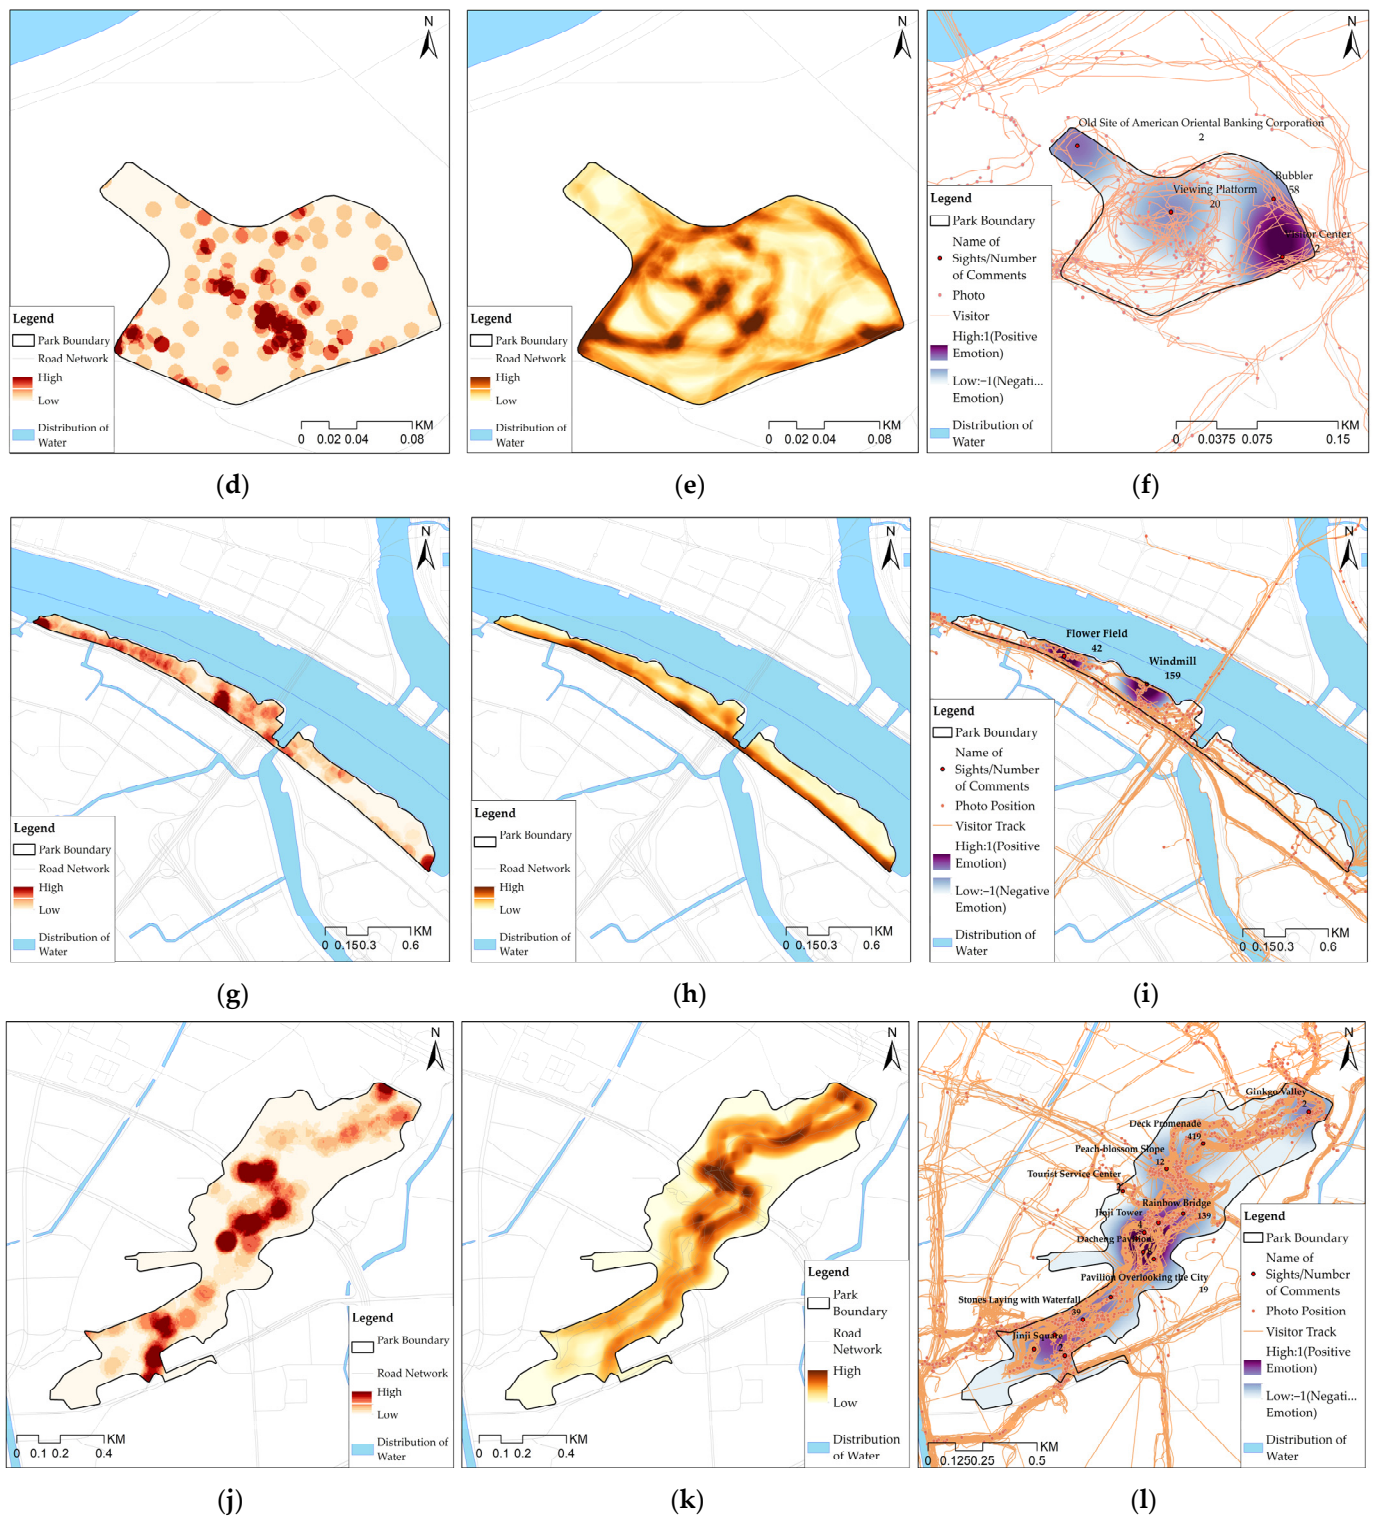 N
Legend
Park Boundary
Road Network
High
Low
Distribution of
Water
KM
0 0.02 0.04 0.08
(d)
N
Legend
Park Boundary
Road Network
High
Low
Distribution of
Water
KM
0 0.02 0.04 0.08
(e)
N
Old Site of American Oriental Banking Corporation
2
Bubbler
58
Viewing Platform
20
Center
2
Legend
Park Boundary
Name of
Sights/Number
of Comments
Photo
Visitor
High:1(Positive
Emotion)
Low:−1(Negati...
Emotion)
Distribution of
Water
KM
0 0.0375 0.075 0.15
(f)
N
Legend
Park Boundary
Road Network
High
Low
Distribution of
Water
KM
0 0.150.3 0.6
(g)
N
Legend
Park Boundary
Road Network
High
Low
Distribution of
Water
KM
0 0.150.3 0.6
(h)
N
Flower Field
42
Windmill
159
Legend
Park Boundary
Name of
Sights/Number
of Comments
Photo Position
Visitor Track
High:1(Positive
Emotion)
Low:−1(Negative
Emotion)
Distribution of
Water
KM
0 0.150.3 0.6
(i)
N
Legend
Park Boundary
Road Network
High
Low
Distribution of
Water
KM
0 0.1 0.2 0.4
(j)
N
Legend
Park
Boundary
Road
Network
High
Low
Distribution
of Water
KM
0 0.1 0.2 0.4
(k)
N
Ginkgo Valley
2
Deck Promenade
419
Peach-blossom Slope
12
Tourist Service Center
2
Rainbow Bridge
139
Jinji Tower
4
Dacheng Pavilion
Pavilion Overlooking the City
19
Stones Laying with Waterfall
39
Jinji Square
2
Legend
Park Boundary
Name of
Sights/Number
of Comments
Photo Position
Visitor Track
High:1(Positive
Emotion)
Low:−1(Negati...
Emotion)
Distribution of
Water
KM
0 0.1250.25 0.5
(l)